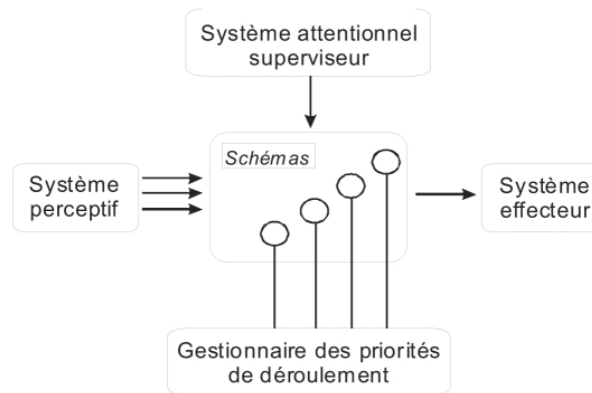 Système attentionnel
superviseur
Schémas
Système
perceptif
Système
effecteur
Gestionnaire des priorités
de déroulement